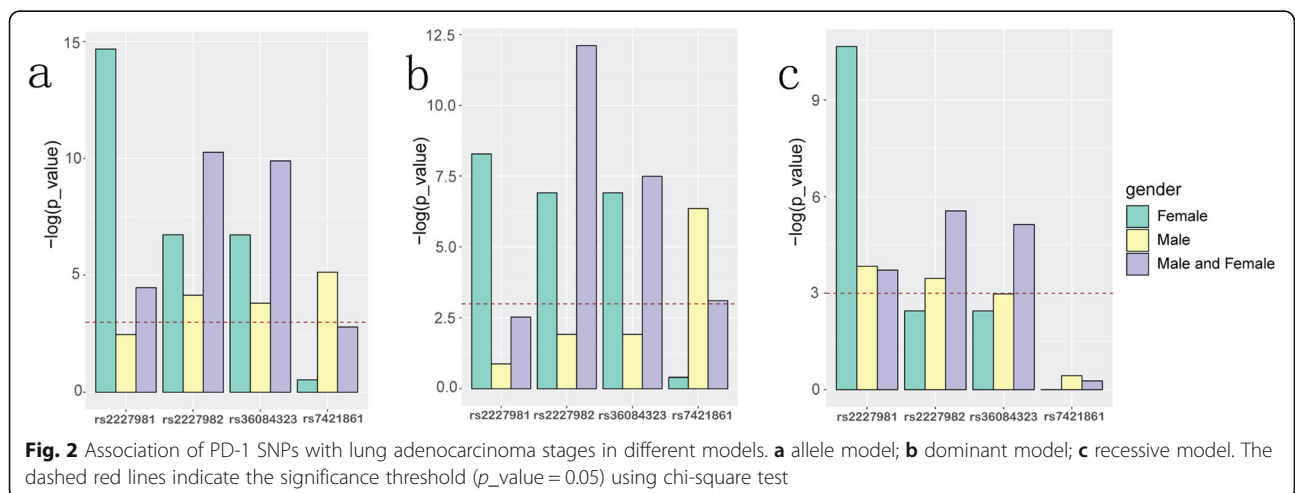 a
15
10
5
0
−log(p_value)
rs2227981 rs2227982 rs36084323 rs7421861
b
12.5
10.0
7.5
5.0
2.5
0.0
−log(p_value)
rs2227981 rs2227982 rs36084323 rs7421861
c
9
6
3
0
−log(p_value)
rs2227981 rs2227982 rs36084323 rs7421861
gender
Female
Male
Male and Female
Fig. 2 Association of PD-1 SNPs with lung adenocarcinoma stages in different models. a allele model; b dominant model; c recessive model. The
dashed red lines indicate the significance threshold (p_value = 0.05) using chi-square test